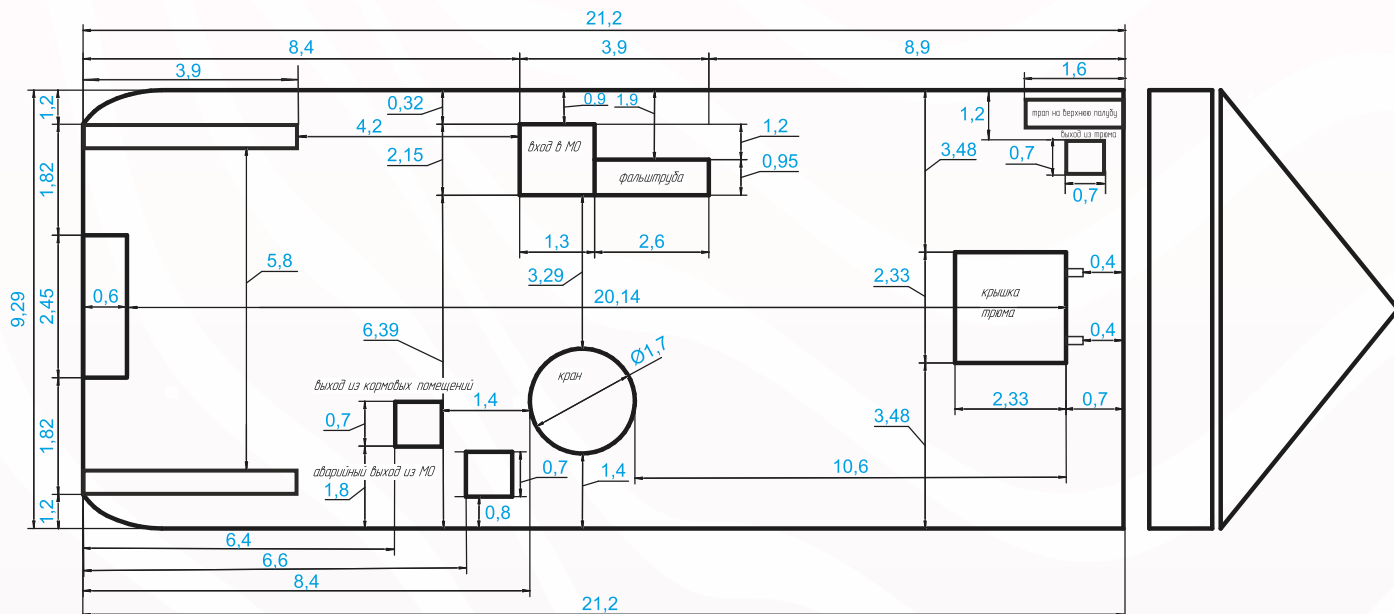 21,2
8,4 3,9 8,9
3,9 1,6
1,2 0,32 0.9 1,9 1,2
трап на верхнюю полубу
4,2 1,2 выход из трюма
вход в МО
1,82 2,15 3,48 0,7
0,95
фальштруба
0,7
1,3 2,6
5,8 3,29 2,33 0,4
9,29 2,45 0,6 20,14 крышка
трюма
6,39 0,4
Ø1,7
кран
выход из кормовых помещений
1,4 2,33 0,7
0,7
1,82 3,48
аварийный выход из МО 0,7 10,6
1,8 1,4
1,2 0,8
6,4
6,6
8,4
21,2